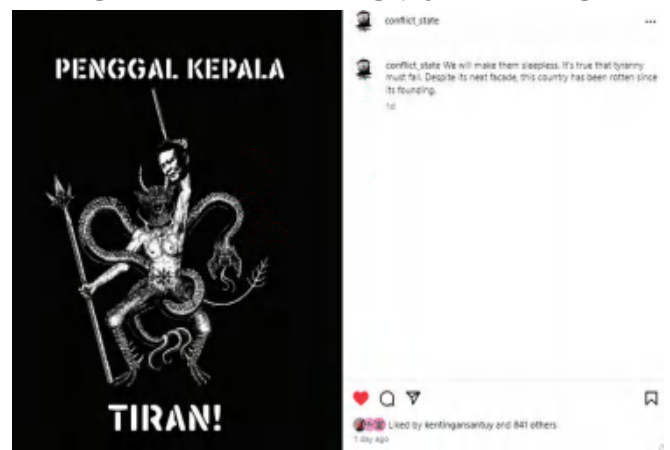 PENGGAL KEPALA
TIRAN!
conflict_state
conflict_state We will make them sleepless. It's true that tyranny
must fall. Despite its neat facade, this country has been rotten since
its founding.
1d
Liked by kentingansantuy and 841 others
1 day ago